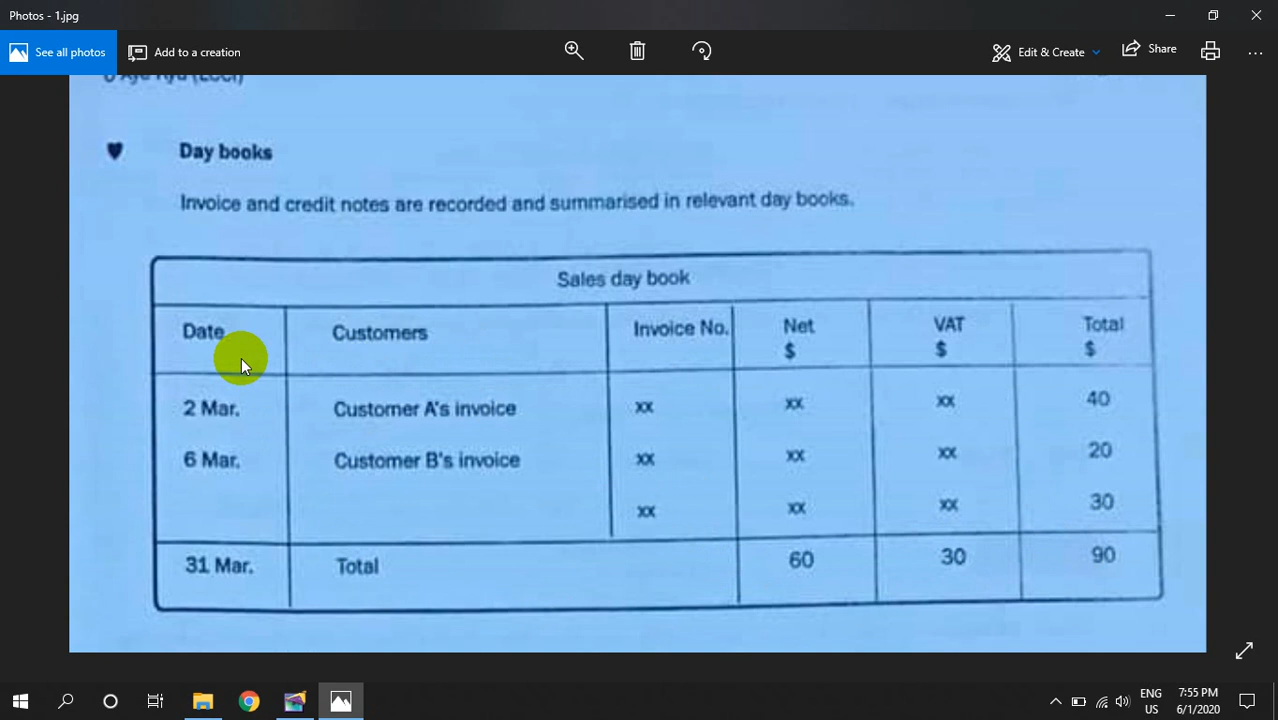 Photos - 1.jpg
See all photos
Add to a creation
Edit & Create
Share
Day books
Invoice and credit notes are recorded and summarised in relevant day books.
Sales day book
Date Customers Invoice No. Net $ VAT $ Total $
2 Mar. Customer A's invoice xx xx xx 40
6 Mar. Customer B's invoice xx xx xx 20
xx xx xx 30
31 Mar. Total 60 30 90
ENG
US
7:55 PM
6/1/2020